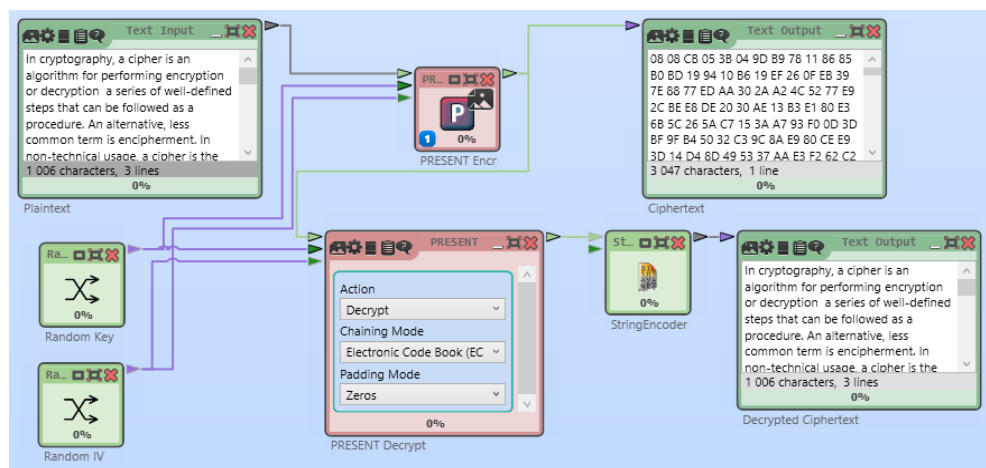 Text Input
In cryptography, a cipher is an
algorithm for performing encryption
or decryption  a series of well-defined
steps that can be followed as a
procedure. An alternative, less
common term is encipherment. In
non-technical usage, a cipher is the
1 006 characters,  3 lines
0%
Plaintext
PR...
1
0%
PRESENT Encr
Text Output
08 08 CB 05 3B 04 9D B9 78 11 86 85
B0 BD 19 94 10 B6 19 EF 26 0F EB 39
7E 88 77 ED AA 30 2A A2 4C 52 77 E9
2C BE E8 DE 20 30 AE 13 B3 E1 80 E3
6B 5C 26 5A C7 15 3A A7 93 F0 0D 3D
BF 9F B4 50 32 C3 9C 8A E9 80 CE E9
3D 14 D4 8D 49 53 37 AA E3 F2 62 C2
3 047 characters,  1 line
0%
Ciphertext
Ra...
0%
Random Key
Ra...
0%
Random IV
PRESENT
Action
Decrypt
Chaining Mode
Electronic Code Book (EC
Padding Mode
Zeros
0%
PRESENT Decrypt
St...
0%
StringEncoder
Text Output
In cryptography, a cipher is an
algorithm for performing encryption
or decryption  a series of well-defined
steps that can be followed as a
procedure. An alternative, less
common term is encipherment. In
non-technical usage, a cipher is the
1 006 characters,  3 lines
0%
Decrypted Ciphertext